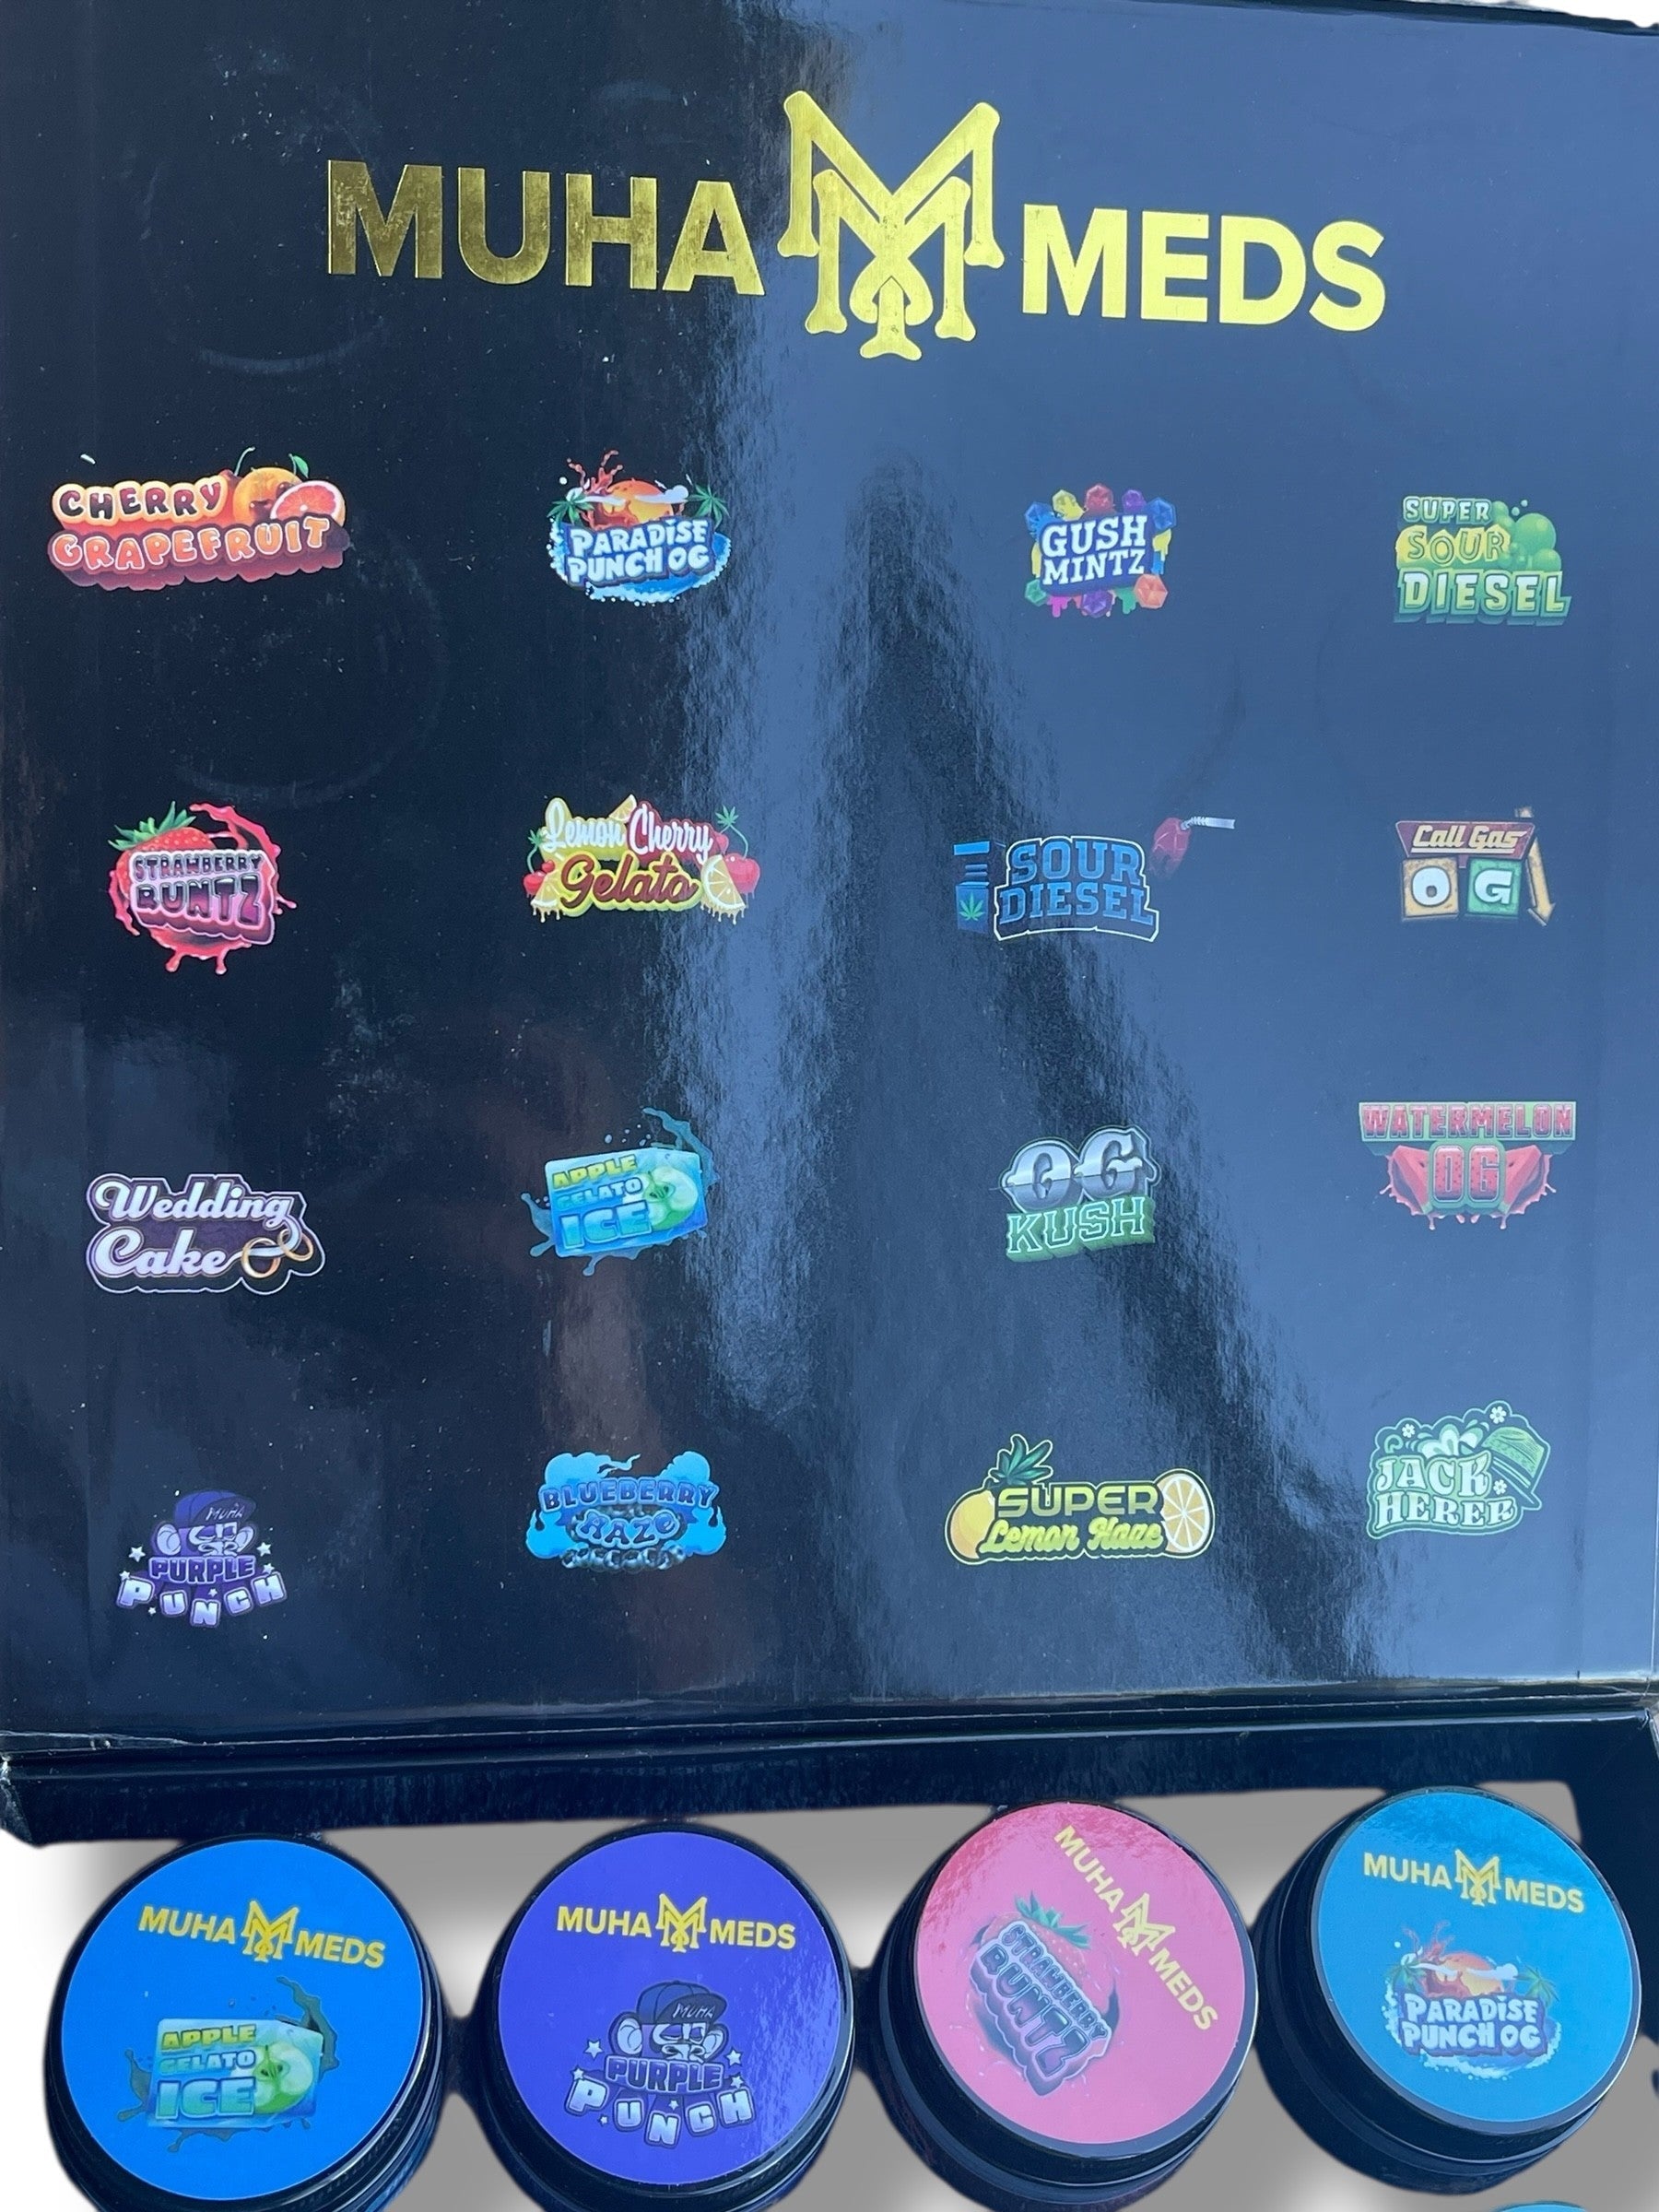 MUHA MEDS
CHERRY
GRAPEFRUIT
PARADISE
PUNCH OG
GUSH
MINTZ
SUPER
SOUR
DIESEL
STRAWBERRY
RUNTZ
Lemon Cherry
Gelato
SOUR
DIESEL
Call Gas
OG
Wedding
Cake
APPLE
GELATO
ICE
OG
KUSH
WATERMELON
OG
MUHA
PURPLE
PUNCH
BLUEBERRY
HAZE
SUPER
Lemon Haze
JACK
HERER
MUHA MEDS
APPLE
GELATO
ICE
MUHA MEDS
MUHA
PURPLE
PUNCH
MUHA MEDS
STRAWBERRY
RUNTZ
MUHA MEDS
PARADISE
PUNCH OG